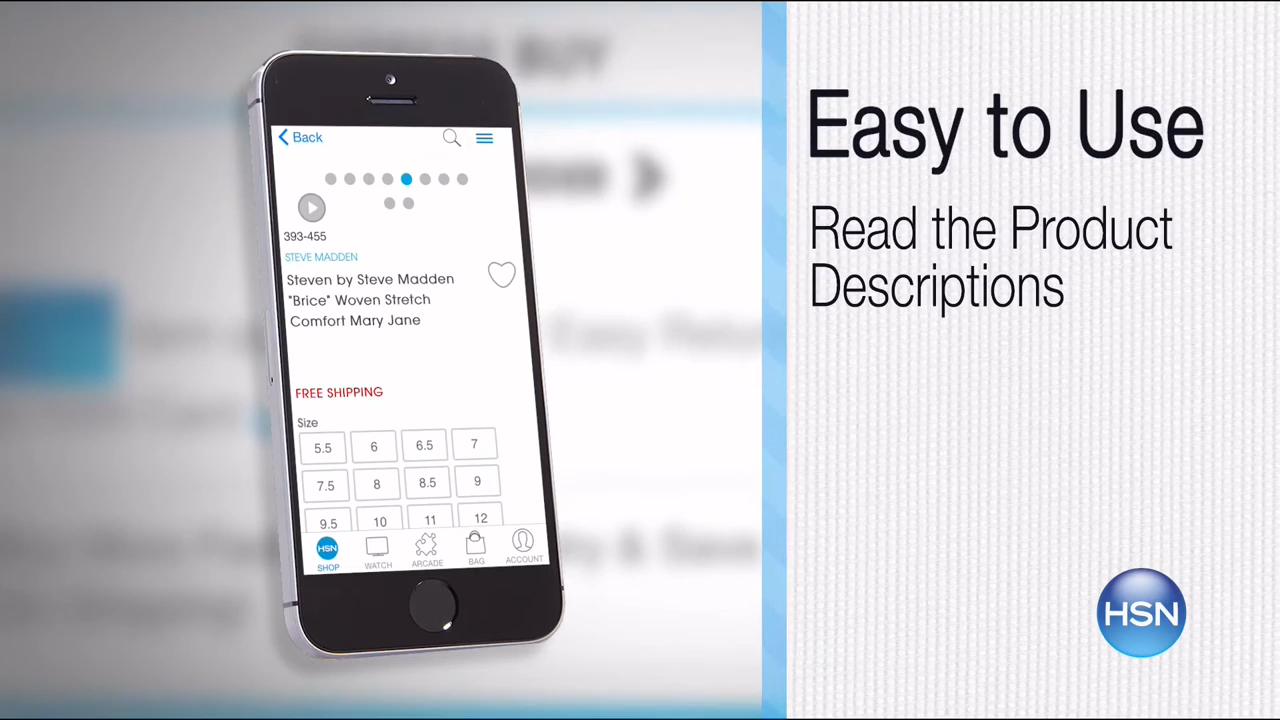 Back
393-455
STEVE MADDEN
Steven by Steve Madden
"Brice" Woven Stretch
Comfort Mary Jane
FREE SHIPPING
Size
5.5 6 6.5 7
7.5 8 8.5 9
9.5 10 11 12
HSN
SHOP WATCH ARCADE BAG ACCOUNT
BUY
Easy to Use
Read the Product
Descriptions
HSN